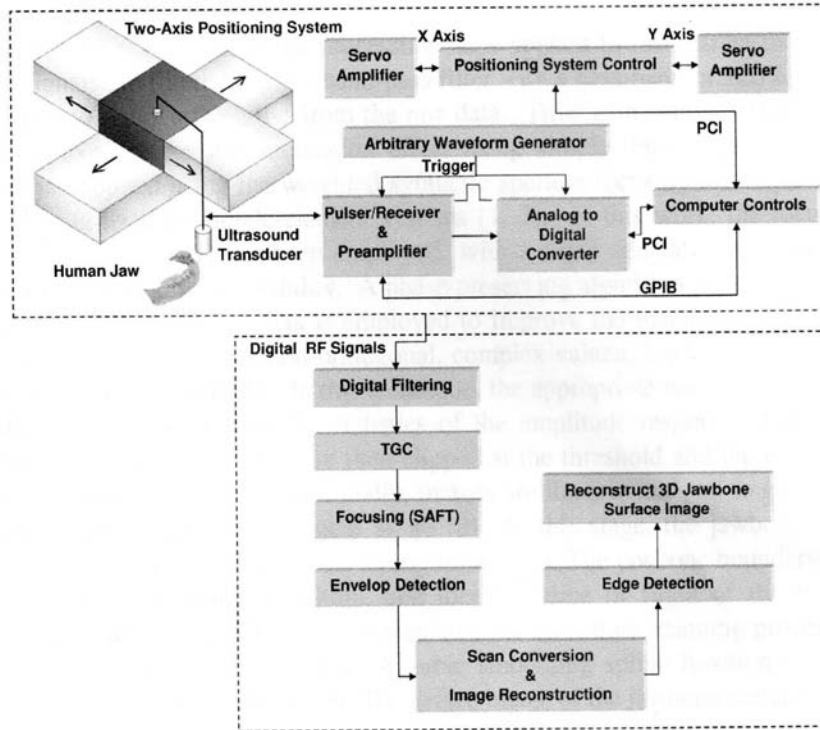 Two-Axis Positioning System
X Axis
Y Axis
Servo
Amplifier
Positioning System Control
Servo
Amplifier
PCI
Arbitrary Waveform Generator
Trigger
Pulser/Receiver
&
Preamplifier
Analog to
Digital
Converter
Computer Controls
PCI
GPIB
Ultrasound
Transducer
Human Jaw
Digital RF Signals
Digital Filtering
TGC
Focusing (SAFT)
Envelop Detection
Scan Conversion
&
Image Reconstruction
Edge Detection
Reconstruct 3D Jawbone
Surface Image